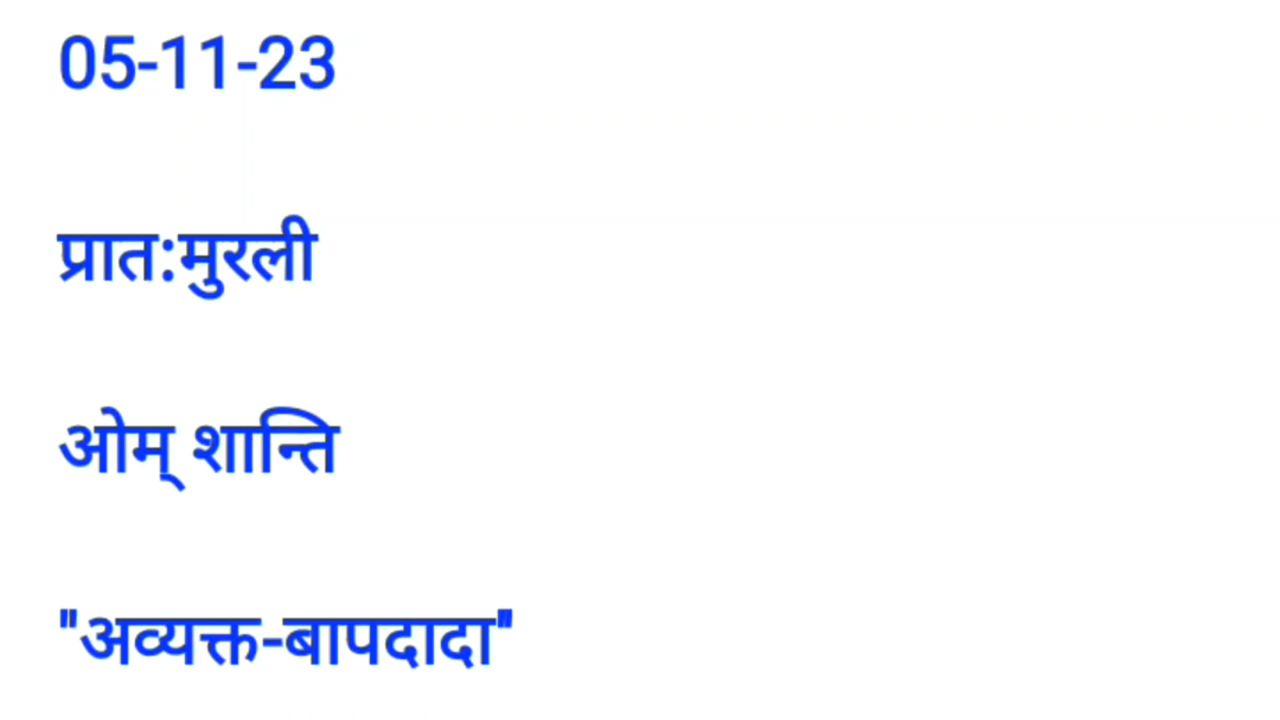 05-11-23
प्रात:मुरली
ओम् शान्ति
"अव्यक्त-बापदादा"